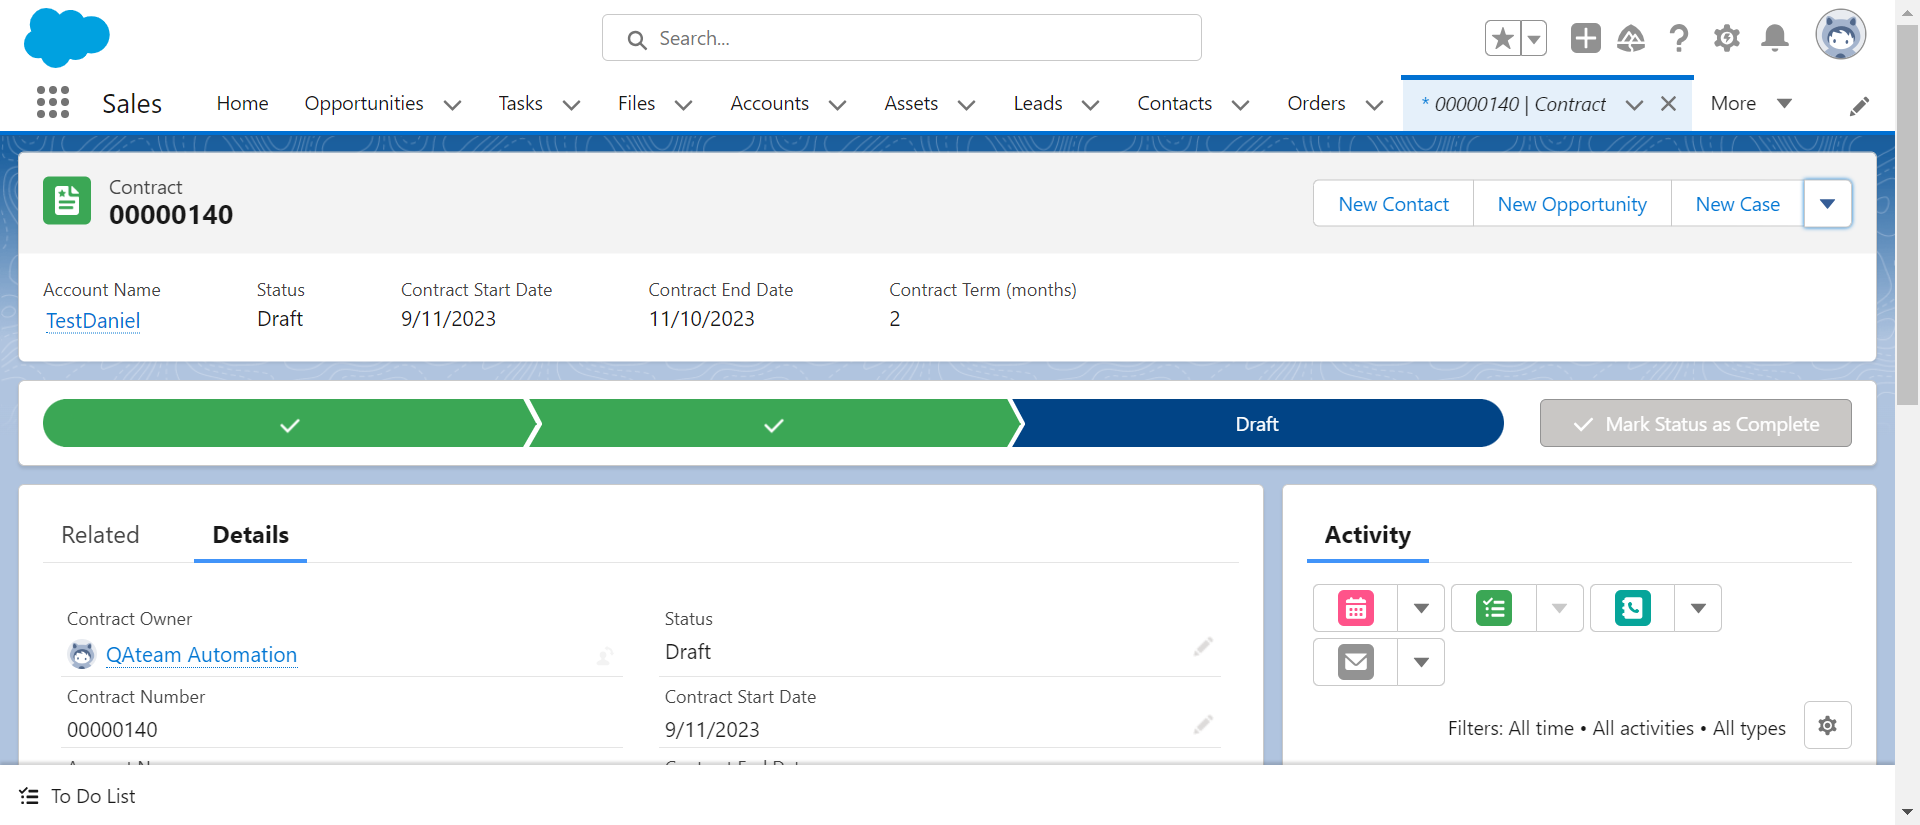 Search...
Sales
Home
Opportunities
Tasks
Files
Accounts
Assets
Leads
Contacts
Orders
* 00000140 | Contract
More
Contract
00000140
New Contact
New Opportunity
New Case
Account Name
Status
Contract Start Date
Contract End Date
Contract Term (months)
TestDaniel
Draft
9/11/2023
11/10/2023
2
Draft
Mark Status as Complete
Related
Details
Activity
Contract Owner
QAteam Automation
Status
Draft
Contract Number
00000140
Contract Start Date
9/11/2023
Filters: All time • All activities • All types
To Do List